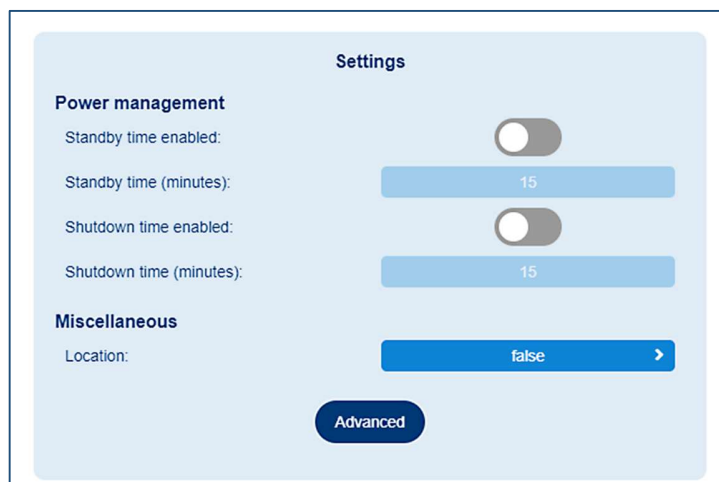 Settings
Power management
Standby time enabled:
Standby time (minutes): 15
Shutdown time enabled:
Shutdown time (minutes): 15
Miscellaneous
Location: false
Advanced